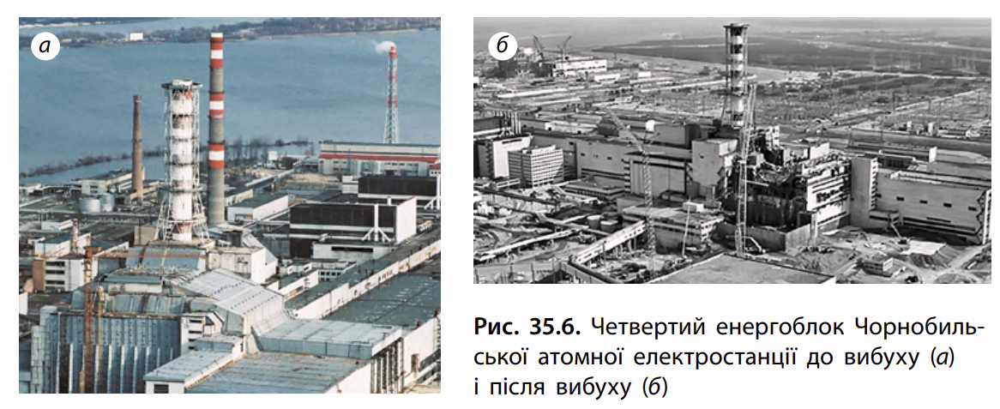 а
б
Рис. 35.6. Четвертий енергоблок Чорнобиль-
ської атомної електростанції до вибуху (а)
і після вибуху (б)